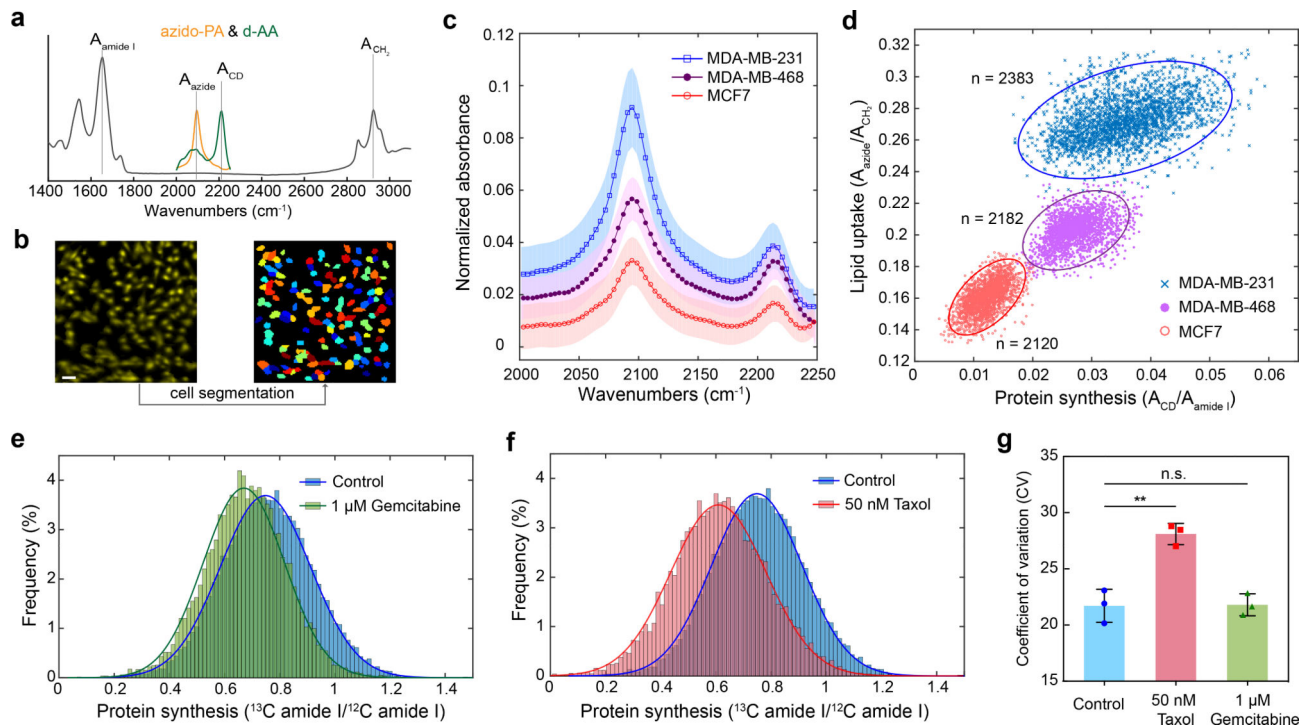 a
azido-PA & d-AA
A amide I
A azide
A CD
A CH₂
1400 1600 1800 2000 2200 2400 2600 2800 3000
Wavenumbers (cm⁻¹)
b
cell segmentation
c
Normalized absorbance
0.12
0.1
0.08
0.06
0.04
0.02
0
MDA-MB-231
MDA-MB-468
MCF7
2000 2050 2100 2150 2200 2250
Wavenumbers (cm⁻¹)
d
Lipid uptake (A azide/A CH₂)
0.32
0.3
0.28
0.26
0.24
0.22
0.2
0.18
0.16
0.14
0.12
n = 2383
n = 2182
n = 2120
MDA-MB-231
MDA-MB-468
MCF7
0 0.01 0.02 0.03 0.04 0.05 0.06
Protein synthesis (A CD/A amide I)
e
Frequency (%)
4
3
2
1
0
Control
1 µM Gemcitabine
0 0.2 0.4 0.6 0.8 1 1.2 1.4
Protein synthesis (¹³C amide I/¹²C amide I)
f
Frequency (%)
4
3
2
1
0
Control
50 nM Taxol
0 0.2 0.4 0.6 0.8 1 1.2 1.4
Protein synthesis (¹³C amide I/¹²C amide I)
g
Coefficient of variation (CV)
35
30
25
20
15
n.s.
**
Control
50 nM
Taxol
1 µM
Gemcitabine